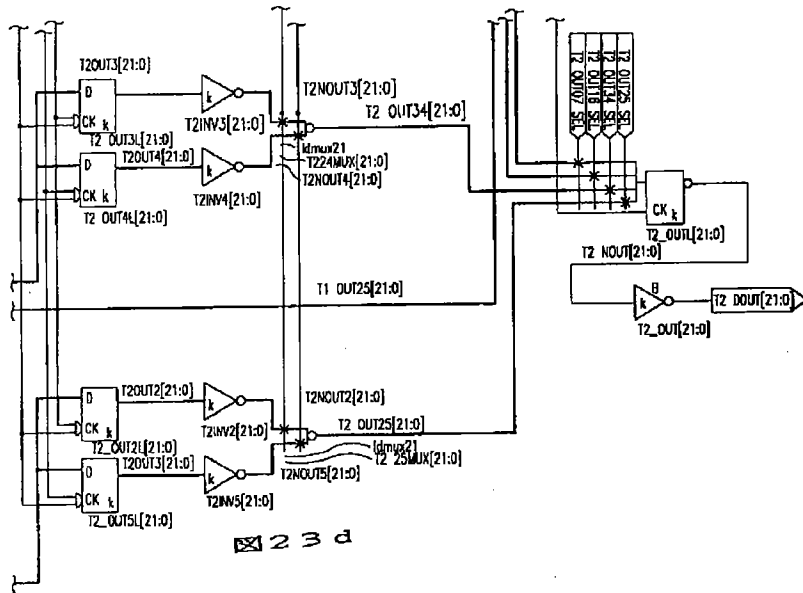 T2OUT3[21:0]
D
CK k
T2_OUT3L[21:0]
k
T2INV3[21:0]
T2NOUT3[21:0]
T2 OUT34[21:0]
T2OUT4[21:0]
D
CK k
T2_OUT4L[21:0]
k
T2INV4[21:0]
ldmux21
T224MUX[21:0]
T2NOUT4[21:0]
T2 OUT07 SEL
T2 OUT16 SEL
T2 OUT34 SEL
T2 OUT25 SEL
CK k
T2_OUTL[21:0]
T2 NOUT[21:0]
B
k
T2_OUT[21:0]
T2 DOUT[21:0]
T1 OUT25[21:0]
D
CK k
T2OUT2[21:0]
T2_OUT2L[21:0]
k
T2INV2[21:0]
T2NOUT2[21:0]
T2 OUT25[21:0]
ldmux21
T2 25MUX[21:0]
T2NOUT5[21:0]
D
CK k
T2OUT3[21:0]
T2_OUT5L[21:0]
k
T2INV5[21:0]
図23d